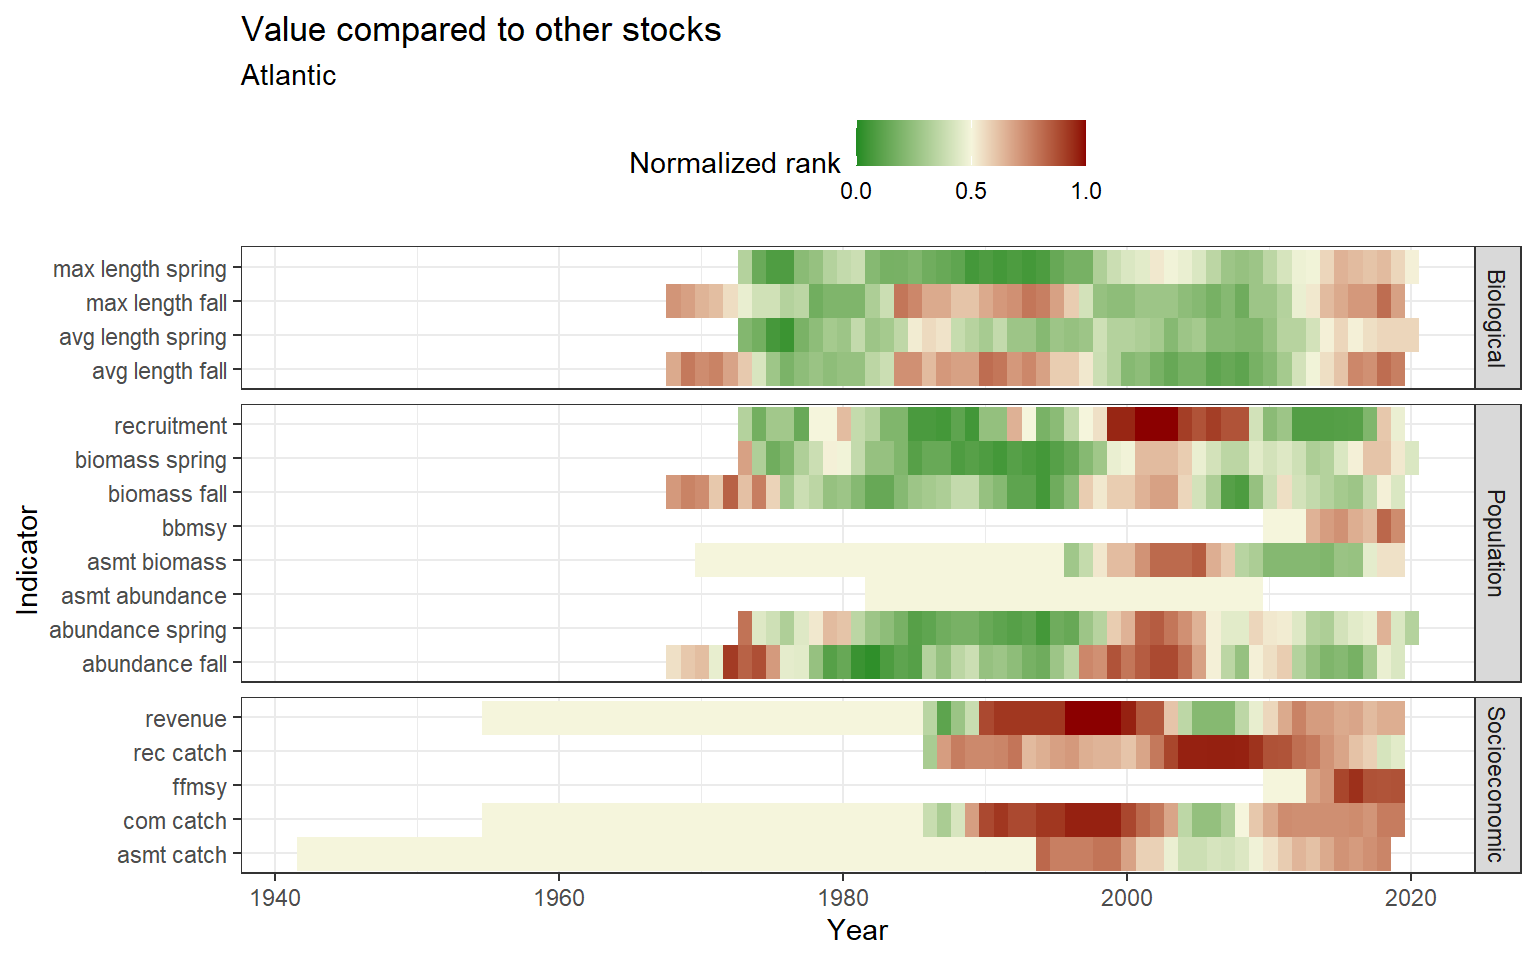 Value compared to other stocks
Atlantic
Normalized rank
0.0 0.5 1.0
Indicator
max length spring
max length fall
avg length spring
avg length fall
Biological
recruitment
biomass spring
biomass fall
bbmsy
asmt biomass
asmt abundance
abundance spring
abundance fall
Population
revenue
rec catch
ffmsy
com catch
asmt catch
Socioeconomic
1940 1960 1980 2000 2020
Year